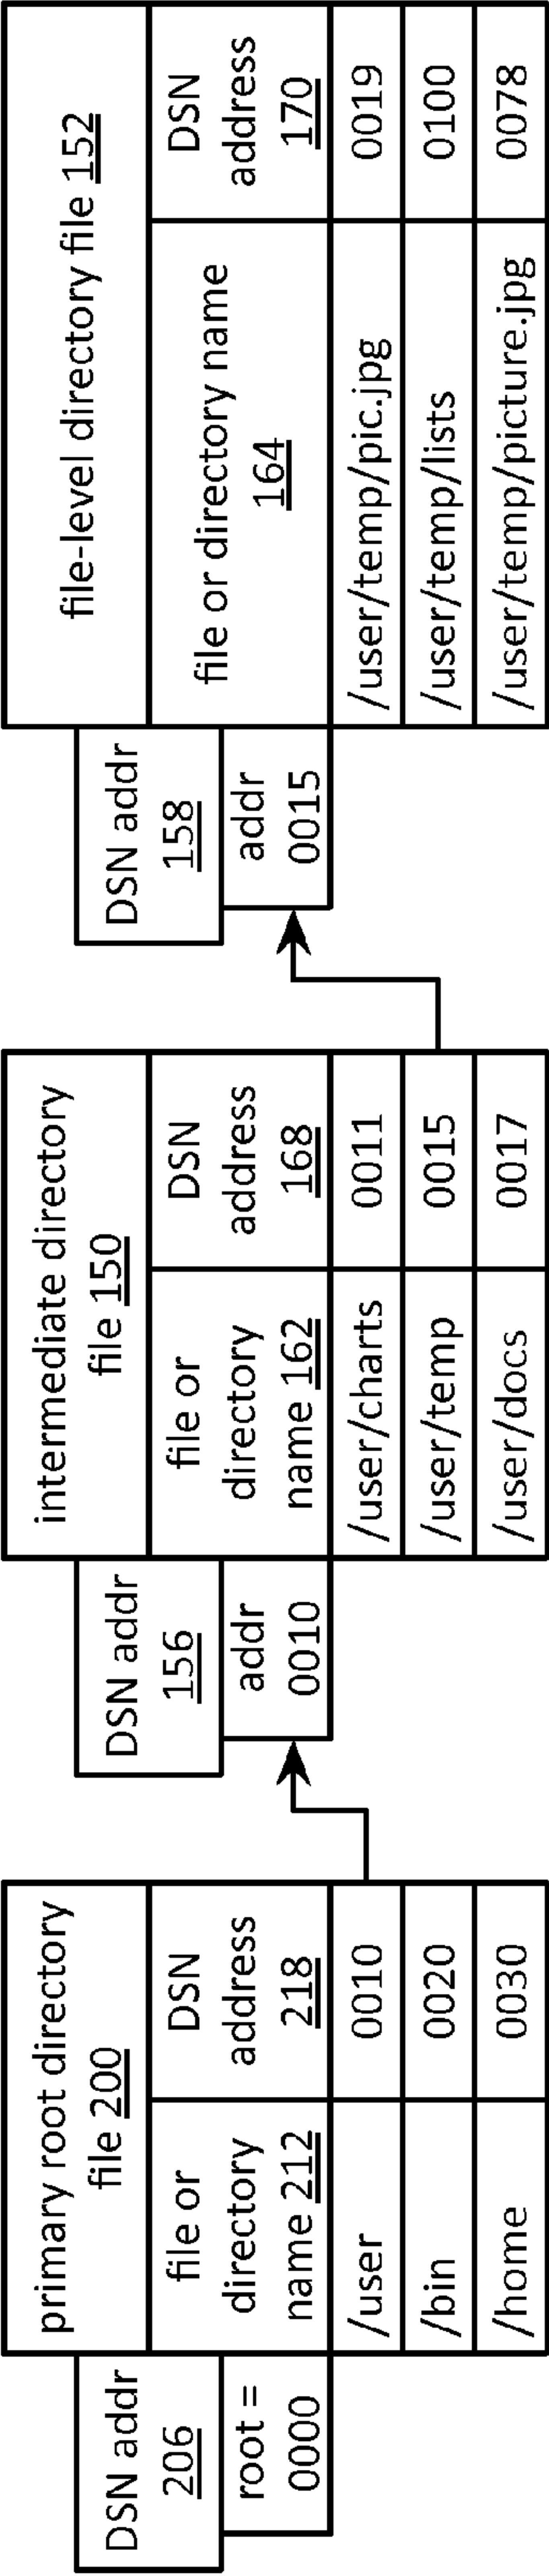 DSN addr
206
root =
0000
primary root directory
file 200
file or
directory
name 212
DSN
address
218
/user
0010
/bin
0020
/home
0030
DSN addr
156
addr
0010
intermediate directory
file 150
file or
directory
name 162
DSN
address
168
/user/charts
0011
/user/temp
0015
/user/docs
0017
DSN addr
158
addr
0015
file-level directory file 152
file or directory name
164
DSN
address
170
/user/temp/pic.jpg
0019
/user/temp/lists
0100
/user/temp/picture.jpg
0078